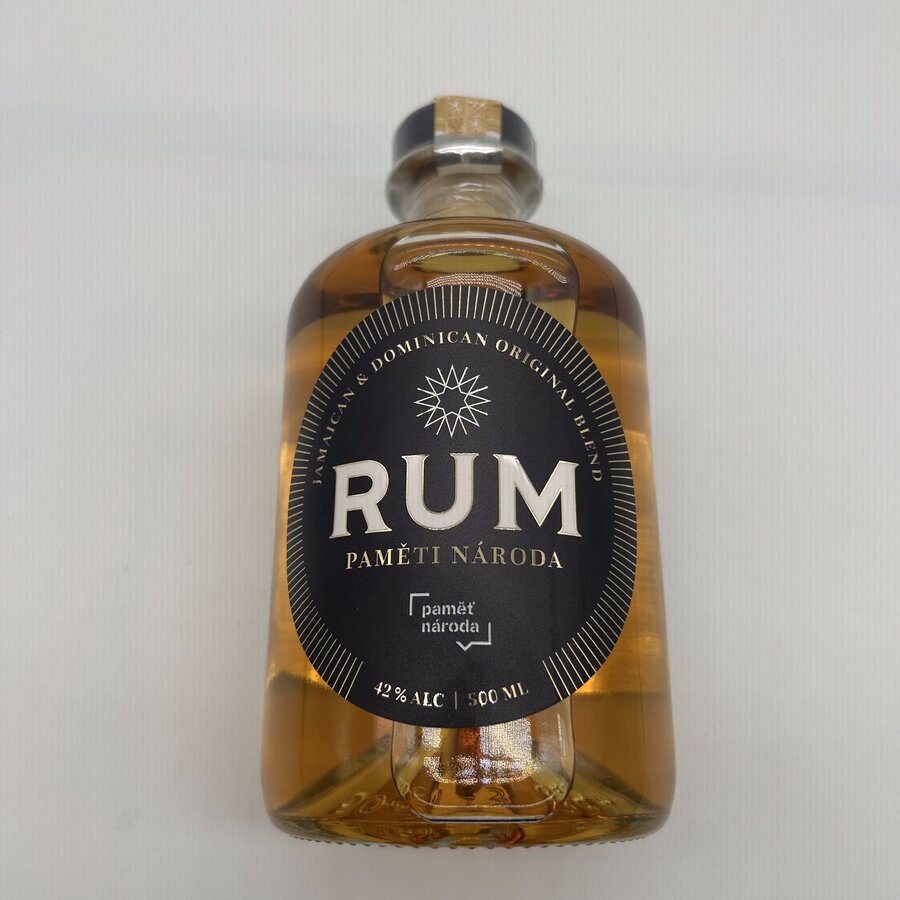 JAMAICAN & DOMINICAN ORIGINAL BLEND
RUM
PAMĚTI NÁRODA
paměť
národa
42 % ALC | 500 ML